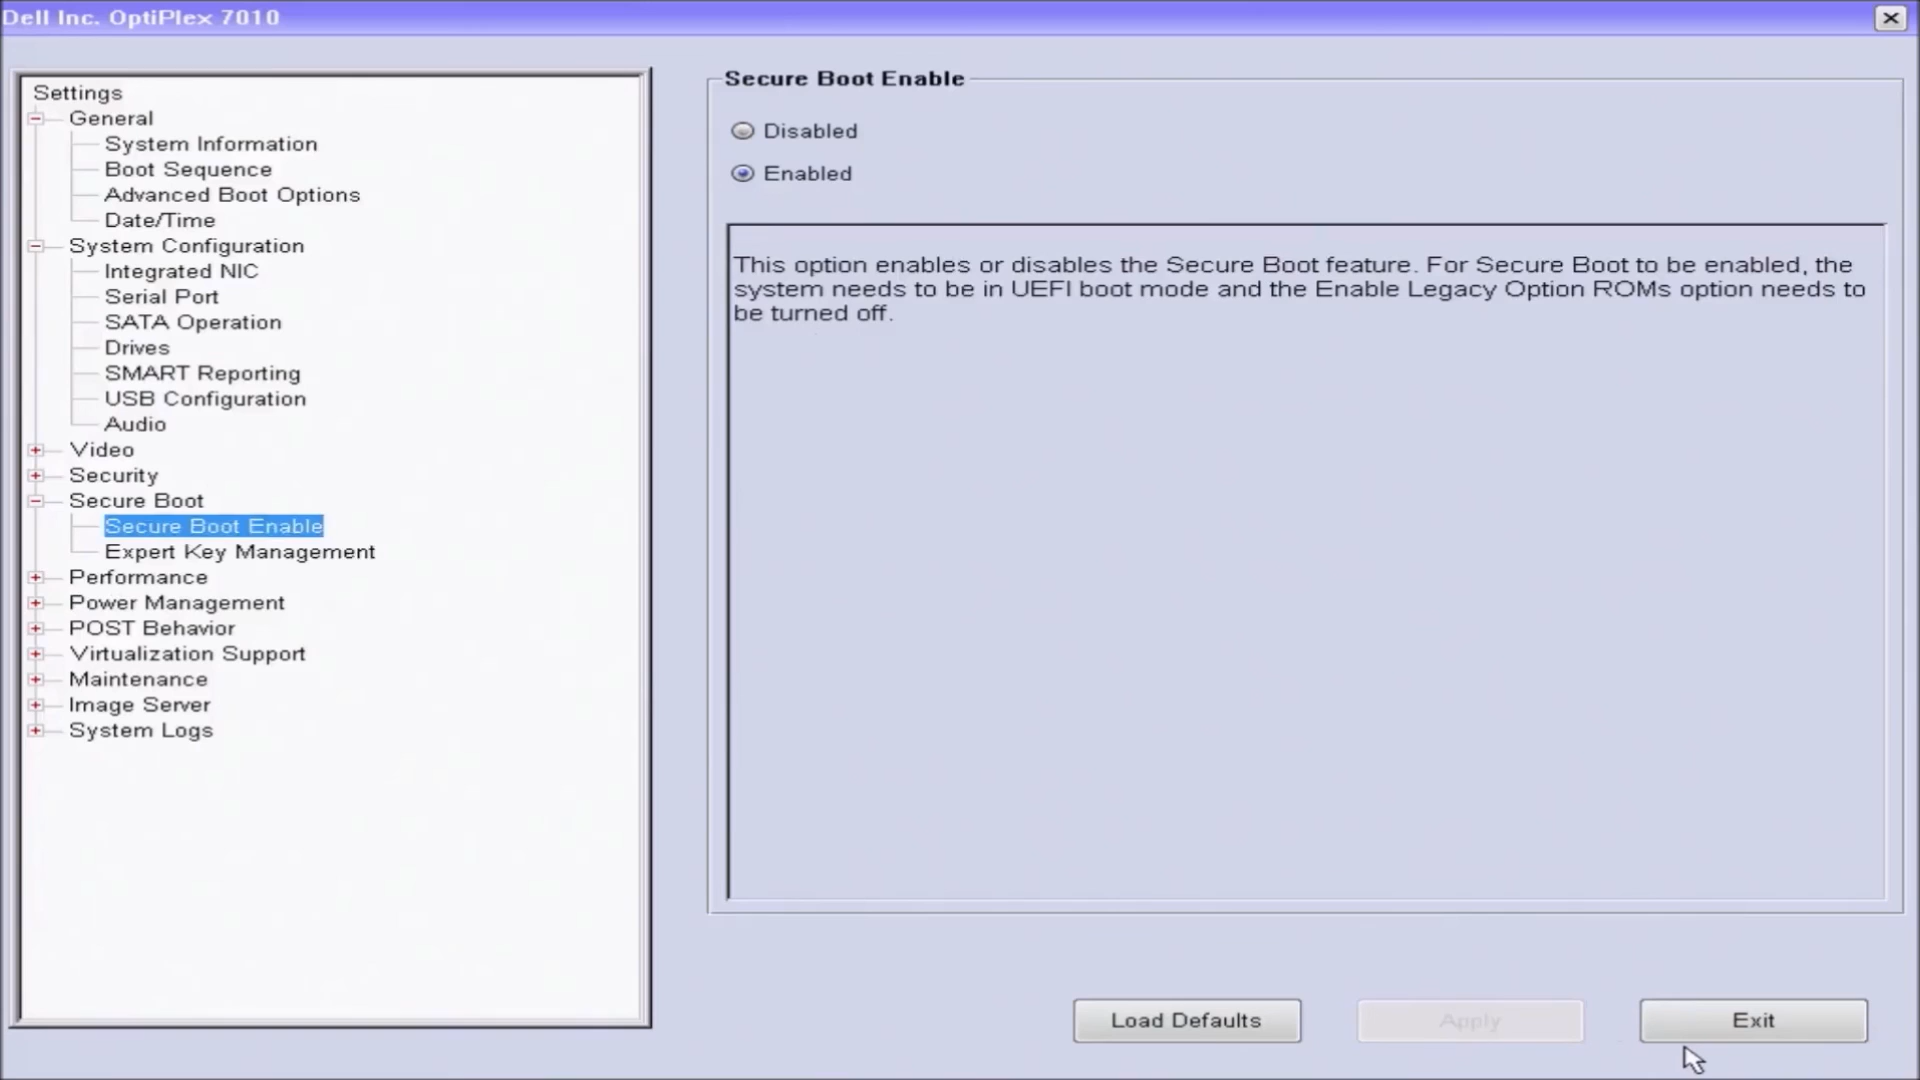 Dell Inc. OptiPlex 7010
Settings
General
System Information
Boot Sequence
Advanced Boot Options
Date/Time
System Configuration
Integrated NIC
Serial Port
SATA Operation
Drives
SMART Reporting
USB Configuration
Audio
Video
Security
Secure Boot
Secure Boot Enable
Expert Key Management
Performance
Power Management
POST Behavior
Virtualization Support
Maintenance
Image Server
System Logs
Secure Boot Enable
Disabled
Enabled
This option enables or disables the Secure Boot feature. For Secure Boot to be enabled, the
system needs to be in UEFI boot mode and the Enable Legacy Option ROMs option needs to
be turned off.
Load Defaults
Apply
Exit